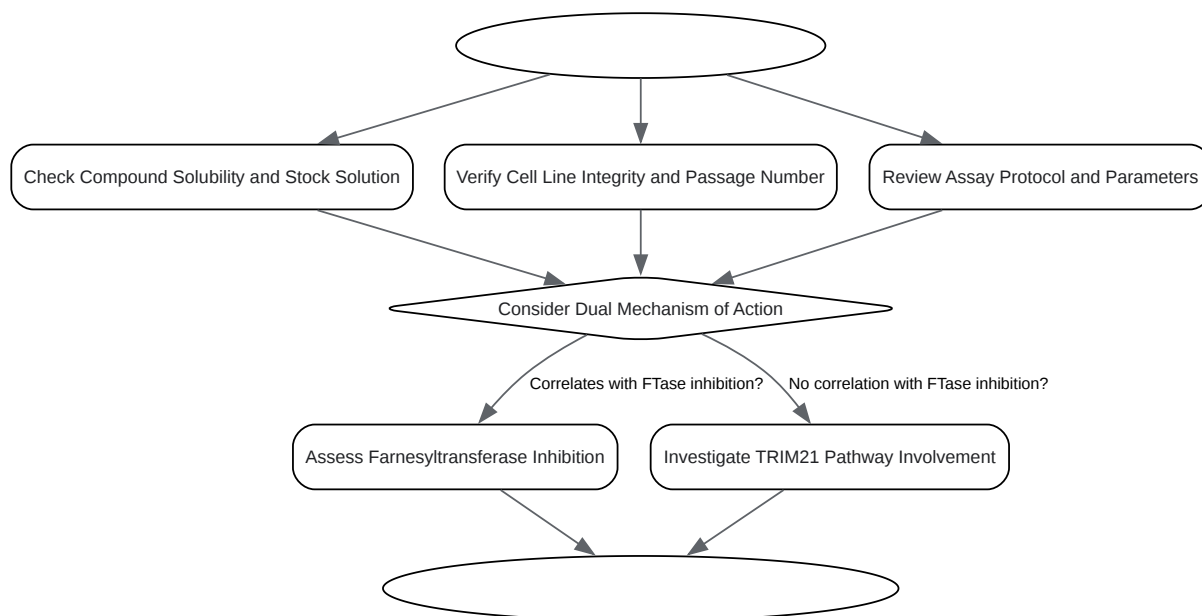 Check Compound Solubility and Stock Solution
Verify Cell Line Integrity and Passage Number
Review Assay Protocol and Parameters
Consider Dual Mechanism of Action
Correlates with FTase inhibition?
No correlation with FTase inhibition?
Assess Farnesyltransferase Inhibition
Investigate TRIM21 Pathway Involvement